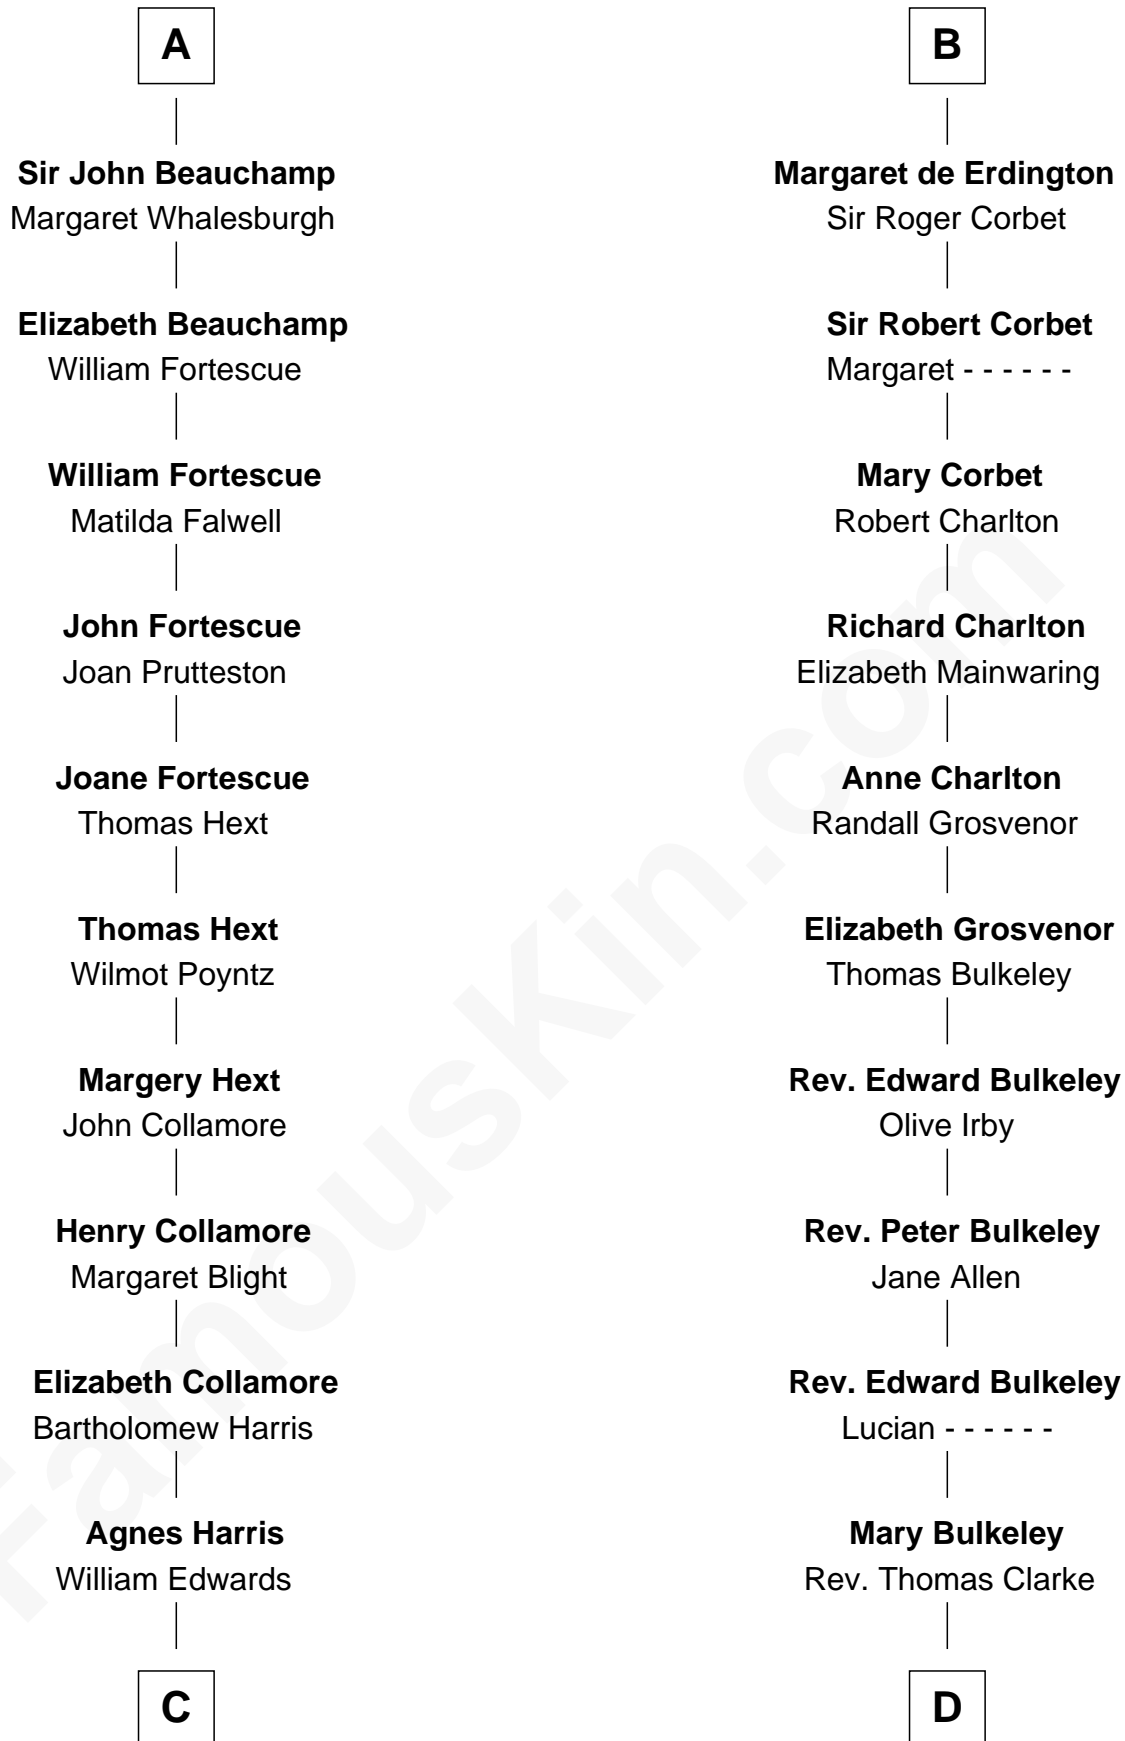 A
Sir John Beauchamp
Margaret Whalesburgh
Elizabeth Beauchamp
William Fortescue
William Fortescue
Matilda Falwell
John Fortescue
Joan Prutteston
Joane Fortescue
Thomas Hext
Thomas Hext
Wilmot Poyntz
Margery Hext
John Collamore
Henry Collamore
Margaret Blight
Elizabeth Collamore
Bartholomew Harris
Agnes Harris
William Edwards
C
B
Margaret de Erdington
Sir Roger Corbet
Sir Robert Corbet
Margaret - - - - - -
Mary Corbet
Robert Charlton
Richard Charlton
Elizabeth Mainwaring
Anne Charlton
Randall Grosvenor
Elizabeth Grosvenor
Thomas Bulkeley
Rev. Edward Bulkeley
Olive Irby
Rev. Peter Bulkeley
Jane Allen
Rev. Edward Bulkeley
Lucian - - - - - -
Mary Bulkeley
Rev. Thomas Clarke
D
FamousKin.com